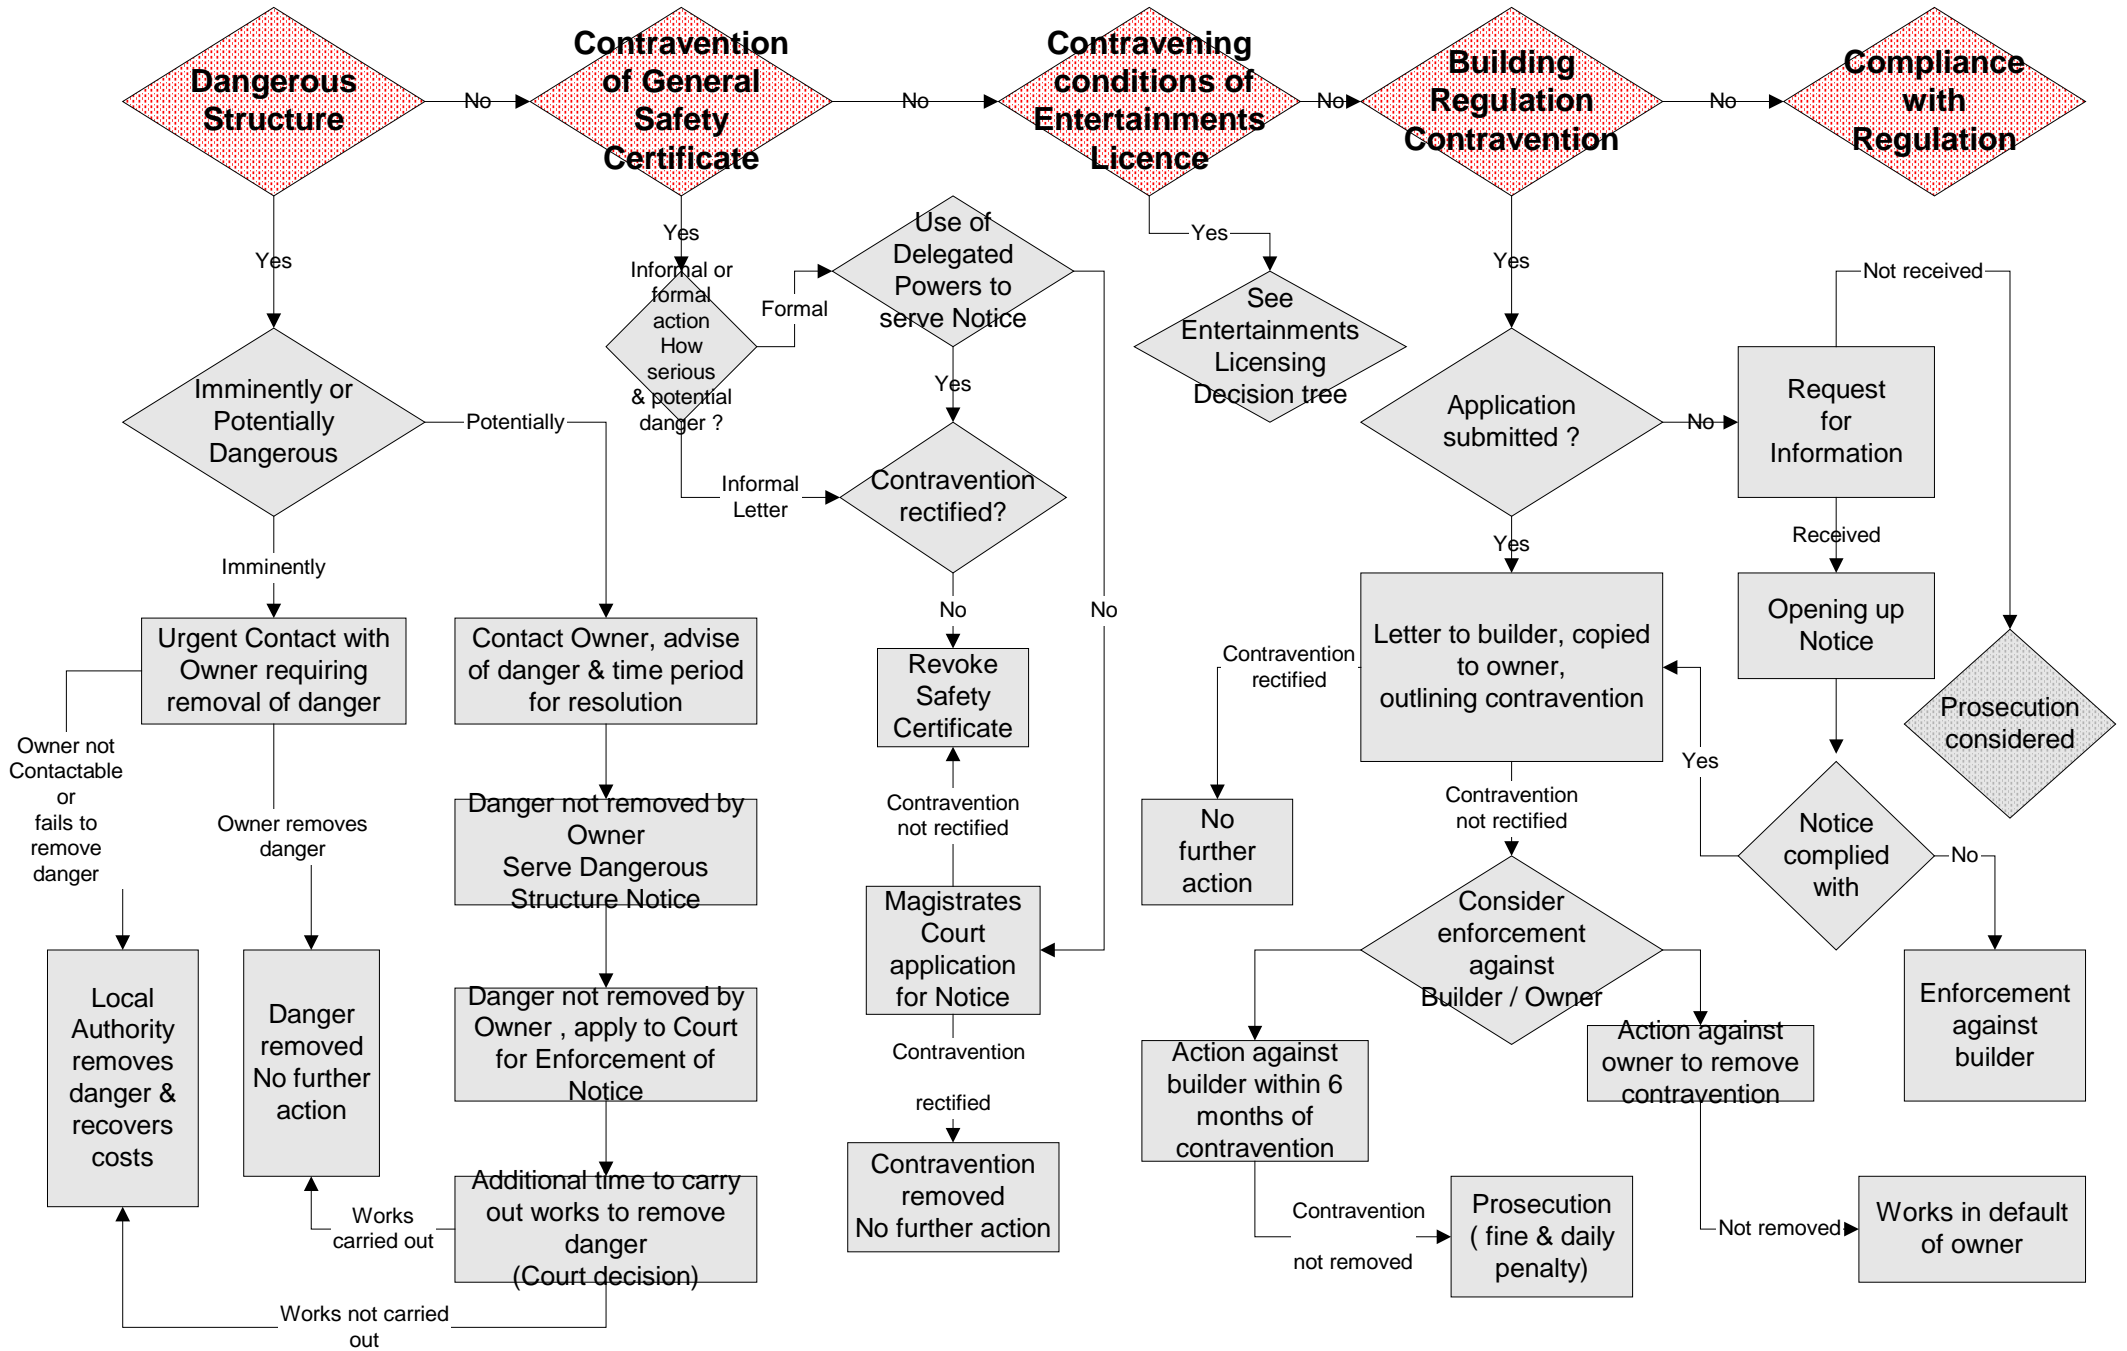 Dangerous
Structure
No
Contravention
of General
Safety
Certificate
No
Contravening
conditions of
Entertainments
Licence
No
Building
Regulation
Contravention
No
Compliance
with
Regulation
Yes
Imminently or
Potentially
Dangerous
Potentially
Imminently
Urgent Contact with
Owner requiring
removal of danger
Owner not
Contactable
or
fails to
remove
danger
Owner removes
danger
Local
Authority
removes
danger &
recovers
costs
Danger
removed
No further
action
Contact Owner, advise
of danger & time period
for resolution
Danger not removed by
Owner
Serve Dangerous
Structure Notice
Danger not removed by
Owner , apply to Court
for Enforcement of
Notice
Additional time to carry
out works to remove
danger
(Court decision)
Works
carried out
Works not carried
out
Yes
Informal or
formal
action
How
serious
& potential
danger ?
Formal
Informal
Letter
Use of
Delegated
Powers to
serve Notice
Yes
No
Contravention
rectified?
No
Revoke
Safety
Certificate
Contravention
not rectified
Magistrates
Court
application
for Notice
Contravention
rectified
Contravention
removed
No further action
Yes
See
Entertainments
Licensing
Decision tree
Yes
Application
submitted ?
No
Yes
Request
for
Information
Not received
Received
Opening up
Notice
Prosecution
considered
Notice
complied
with
Yes
No
Enforcement
against
builder
Letter to builder, copied
to owner,
outlining contravention
Contravention
rectified
No
further
action
Contravention
not rectified
Consider
enforcement
against
Builder / Owner
Action against
builder within 6
months of
contravention
Contravention
not removed
Prosecution
( fine & daily
penalty)
Action against
owner to remove
contravention
Not removed
Works in default
of owner